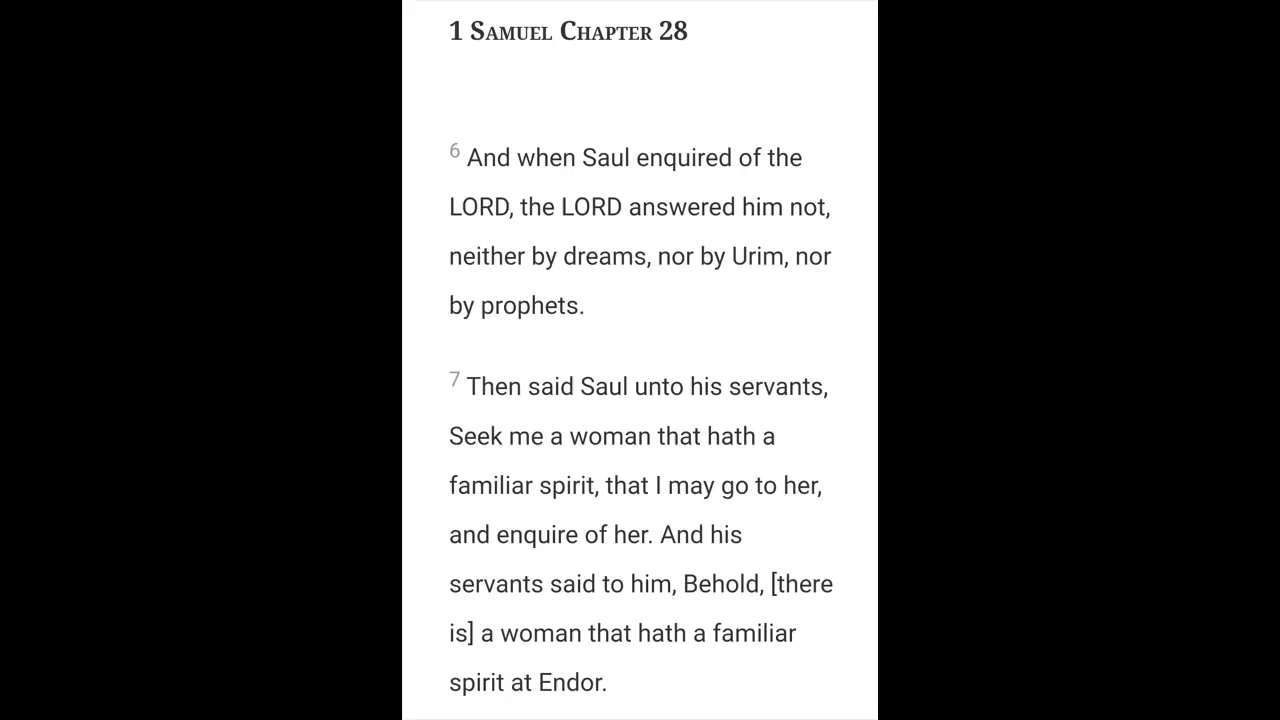 1 Samuel Chapter 28
6 And when Saul enquired of the
LORD, the LORD answered him not,
neither by dreams, nor by Urim, nor
by prophets.
7 Then said Saul unto his servants,
Seek me a woman that hath a
familiar spirit, that I may go to her,
and enquire of her. And his
servants said to him, Behold, [there
is] a woman that hath a familiar
spirit at Endor.